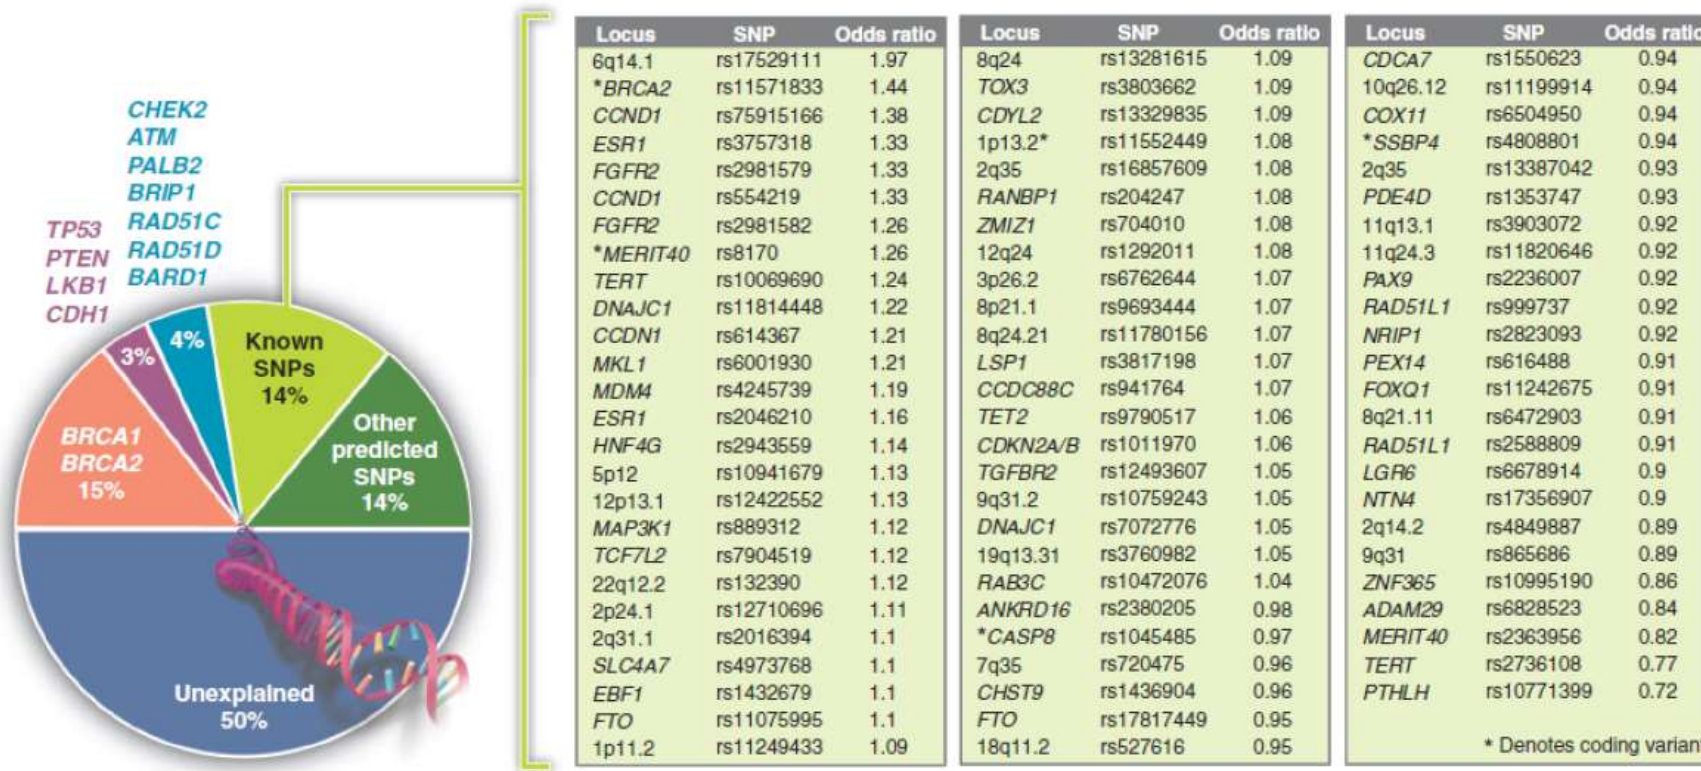 CHEK2
ATM
PALB2
BRIP1
RAD51C
RAD51D
BARD1
TP53
PTEN
LKB1
CDH1
3%
4%
Known
SNPs
14%
Other
predicted
SNPs
14%
BRCA1
BRCA2
15%
Unexplained
50%
Locus SNP Odds ratio
6q14.1 rs17529111 1.97
*BRCA2 rs11571833 1.44
CCND1 rs75915166 1.38
ESR1 rs3757318 1.33
FGFR2 rs2981579 1.33
CCND1 rs554219 1.33
FGFR2 rs2981582 1.26
*MERIT40 rs8170 1.26
TERT rs10069690 1.24
DNAJC1 rs11814448 1.22
CCDN1 rs614367 1.21
MKL1 rs6001930 1.21
MDM4 rs4245739 1.19
ESR1 rs2046210 1.16
HNF4G rs2943559 1.14
5p12 rs10941679 1.13
12p13.1 rs12422552 1.13
MAP3K1 rs889312 1.12
TCF7L2 rs7904519 1.12
22q12.2 rs132390 1.12
2p24.1 rs12710696 1.11
2q31.1 rs2016394 1.1
SLC4A7 rs4973768 1.1
EBF1 rs1432679 1.1
FTO rs11075995 1.1
1p11.2 rs11249433 1.09
Locus SNP Odds ratio
8q24 rs13281615 1.09
TOX3 rs3803662 1.09
CDYL2 rs13329835 1.09
1p13.2* rs11552449 1.08
2q35 rs16857609 1.08
RANBP1 rs204247 1.08
ZMIZ1 rs704010 1.08
12q24 rs1292011 1.08
3p26.2 rs6762644 1.07
8p21.1 rs9693444 1.07
8q24.21 rs11780156 1.07
LSP1 rs3817198 1.07
CCDC88C rs941764 1.07
TET2 rs9790517 1.06
CDKN2A/B rs1011970 1.06
TGFBR2 rs12493607 1.05
9q31.2 rs10759243 1.05
DNAJC1 rs7072776 1.05
19q13.31 rs3760982 1.05
RAB3C rs10472076 1.04
ANKRD16 rs2380205 0.98
*CASP8 rs1045485 0.97
7q35 rs720475 0.96
CHST9 rs1436904 0.96
FTO rs17817449 0.95
18q11.2 rs527616 0.95
Locus SNP Odds ratio
CDCA7 rs1550623 0.94
10q26.12 rs11199914 0.94
COX11 rs6504950 0.94
*SSBP4 rs4808801 0.94
2q35 rs13387042 0.93
PDE4D rs1353747 0.93
11q13.1 rs3903072 0.92
11q24.3 rs11820646 0.92
PAX9 rs2236007 0.92
RAD51L1 rs999737 0.92
NRIP1 rs2823093 0.92
PEX14 rs616488 0.91
FOXQ1 rs11242675 0.91
8q21.11 rs6472903 0.91
RAD51L1 rs2588809 0.91
LGR6 rs6678914 0.9
NTN4 rs17356907 0.9
2q14.2 rs4849887 0.89
9q31 rs865686 0.89
ZNF365 rs10995190 0.86
ADAM29 rs6828523 0.84
MERIT40 rs2363956 0.82
TERT rs2736108 0.77
PTHLH rs10771399 0.72
* Denotes coding variant